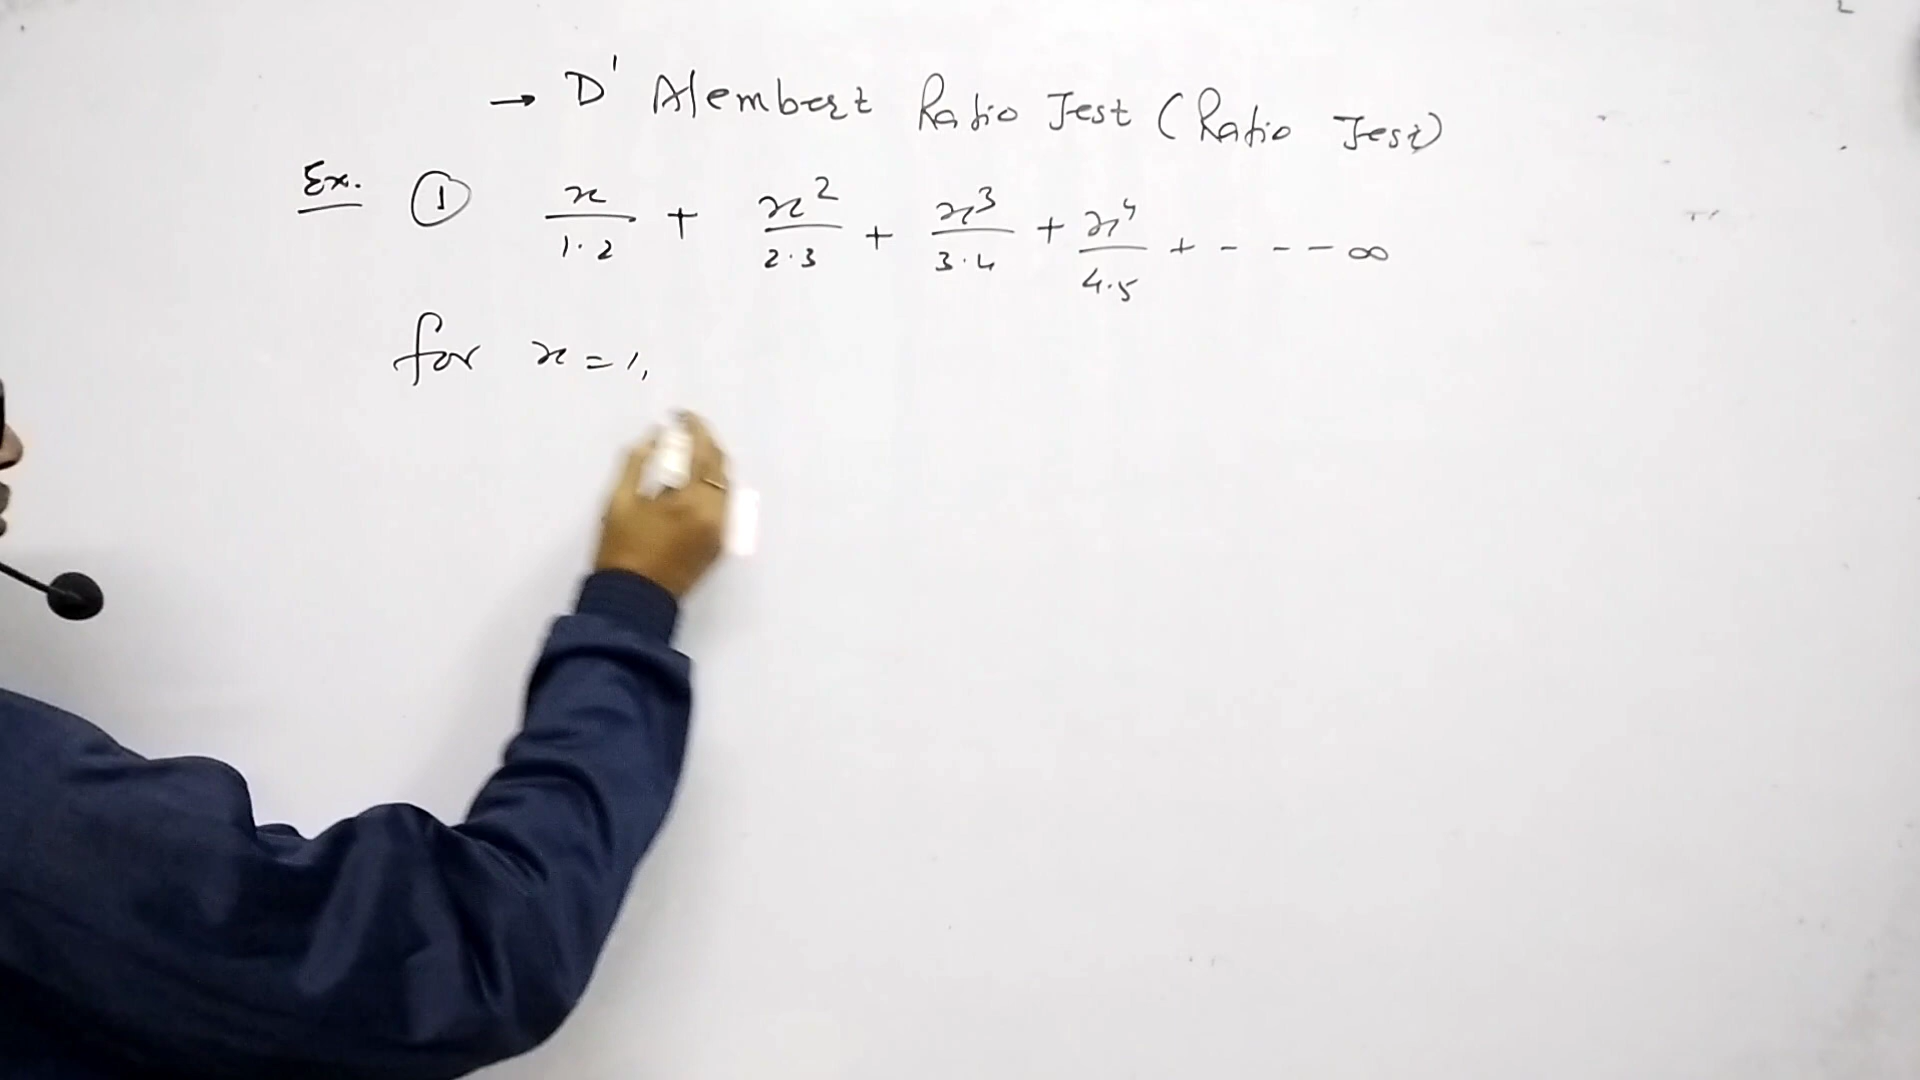 → D' Alembert Ratio Test (Ratio Test)
Ex. ① x/1·2 + x²/2·3 + x³/3·4 + x⁴/4·5 + - - - ∞
for x = 1,